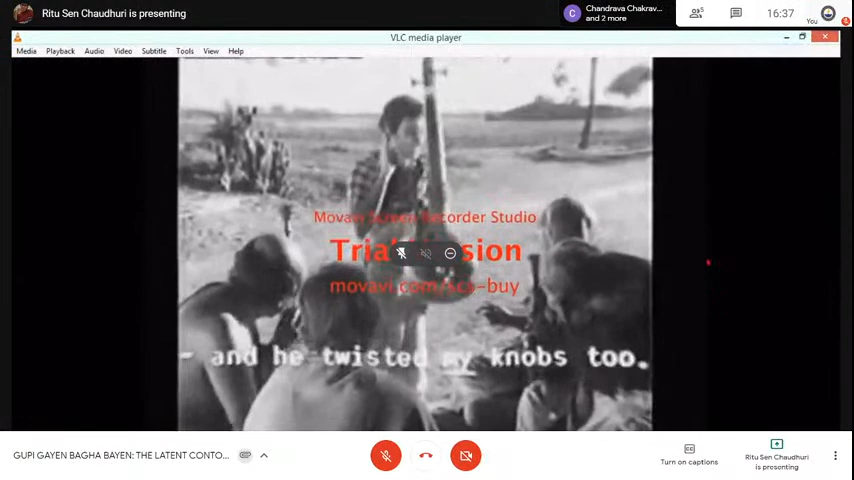 Ritu Sen Chaudhuri is presenting
Chandrava Chakrav...
and 2 more
5
16:37
You
C
VLC media player
Media Playback Audio Video Subtitle Tools View Help
Movavi Screen Recorder Studio
Trial Version
movavi.com/scs-buy
- and he twisted my knobs too.
GUPI GAYEN BAGHA BAYEN: THE LATENT CONTO...
Turn on captions
Ritu Sen Chaudhuri
is presenting